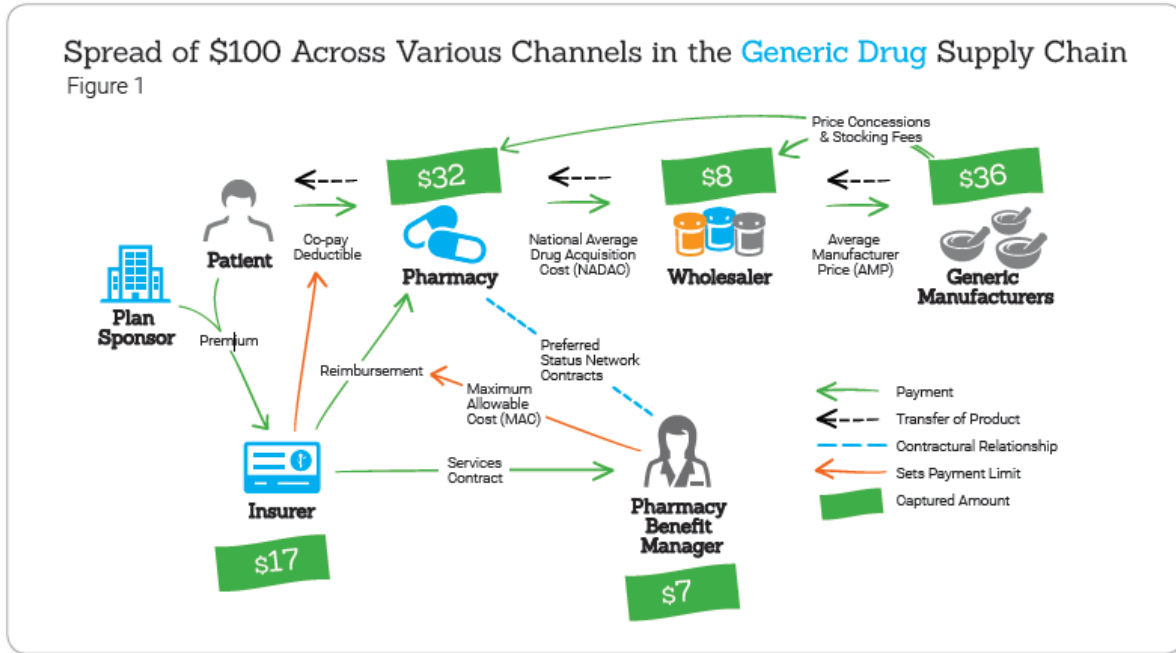 Spread of $100 Across Various Channels in the Generic Drug Supply Chain
Figure 1
Price Concessions
& Stocking Fees
$32
$8
$36
Patient
Co-pay
Deductible
Pharmacy
National Average
Drug Acquisition
Cost (NADAC)
Wholesaler
Average
Manufacturer
Price (AMP)
Generic
Manufacturers
Plan
Sponsor
Premium
Reimbursement
Maximum
Allowable
Cost (MAC)
Preferred
Status Network
Contracts
Payment
Transfer of Product
Contractural Relationship
Sets Payment Limit
Captured Amount
Insurer
$17
Services
Contract
Pharmacy
Benefit
Manager
$7